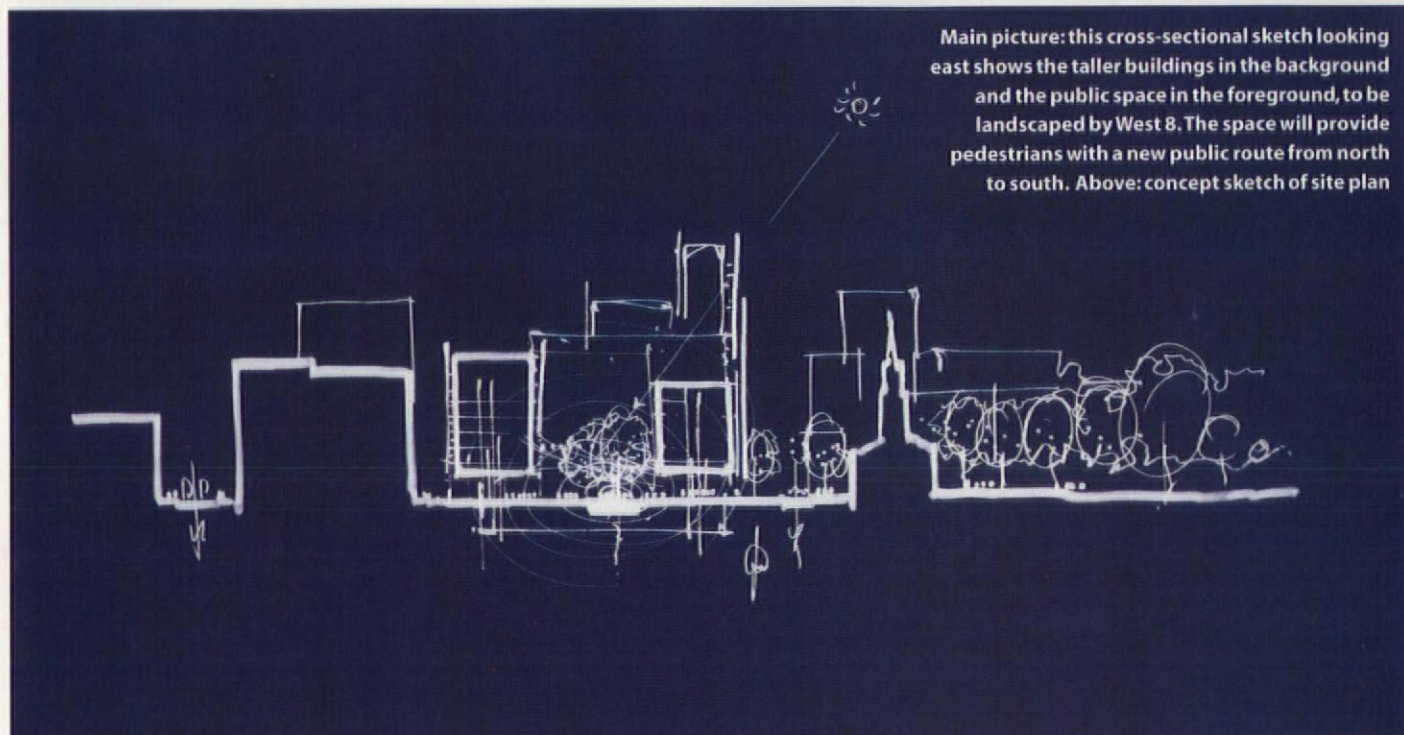 Main picture: this cross-sectional sketch looking
east shows the taller buildings in the background
and the public space in the foreground, to be
landscaped by West 8. The space will provide
pedestrians with a new public route from north
to south. Above: concept sketch of site plan